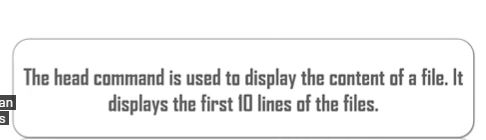 The head command is used to display the content of a file. It
displays the first 10 lines of the files.
an
s